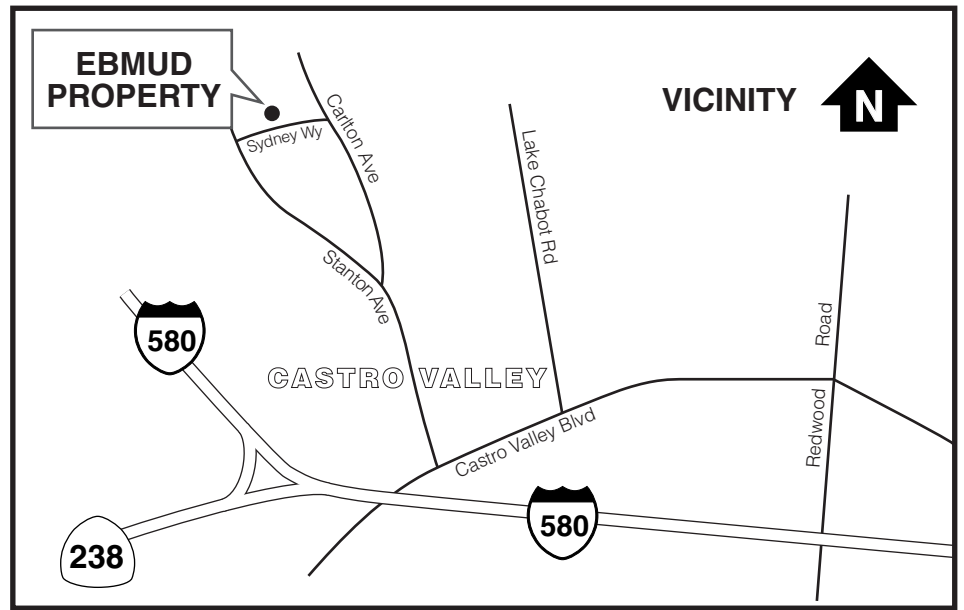 EBMUD
PROPERTY
VICINITY
N
Sydney Wy
Carlton Ave
Lake Chabot Rd
Stanton Ave
Road
580
CASTRO VALLEY
Redwood
Castro Valley Blvd
580
238